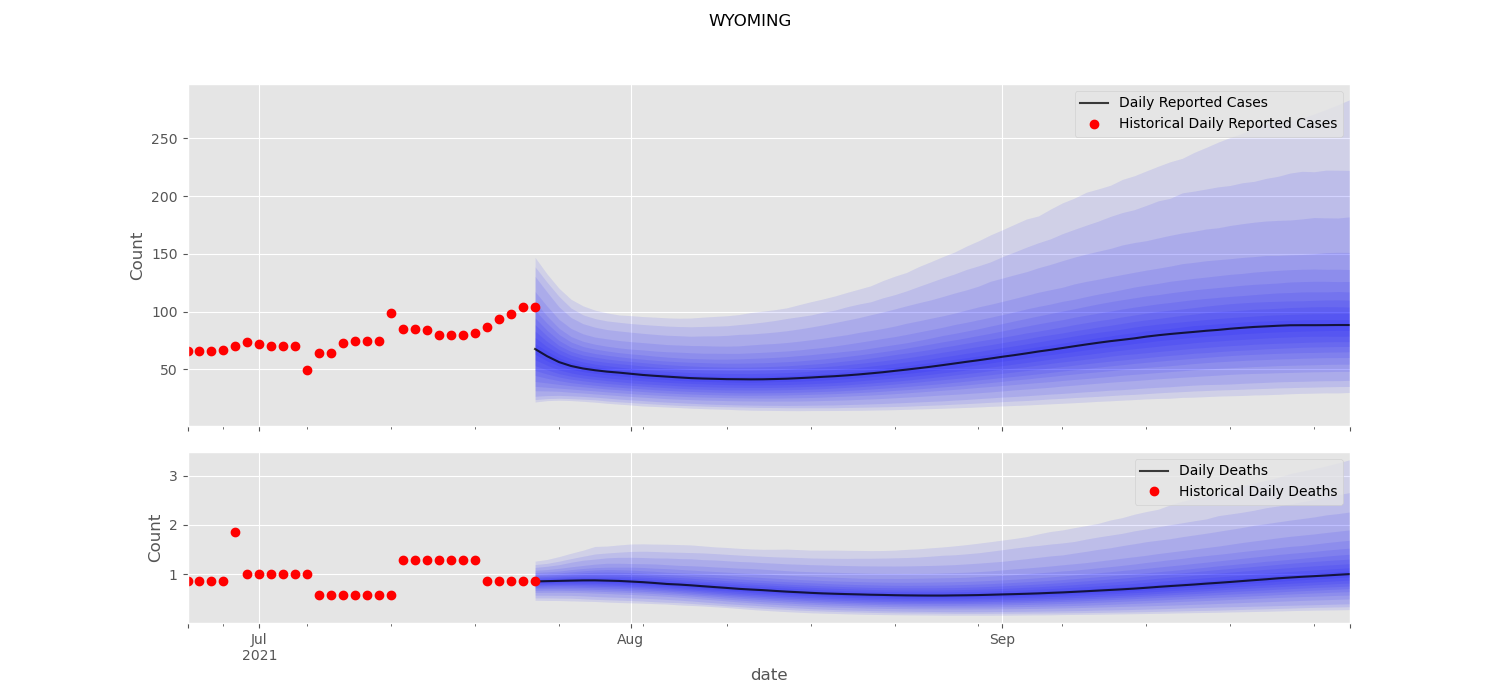 WYOMING
Daily Reported Cases
Historical Daily Reported Cases
250
200
150
100
50
Count
Daily Deaths
Historical Daily Deaths
3
2
1
Count
Jul
2021
Aug
Sep
date